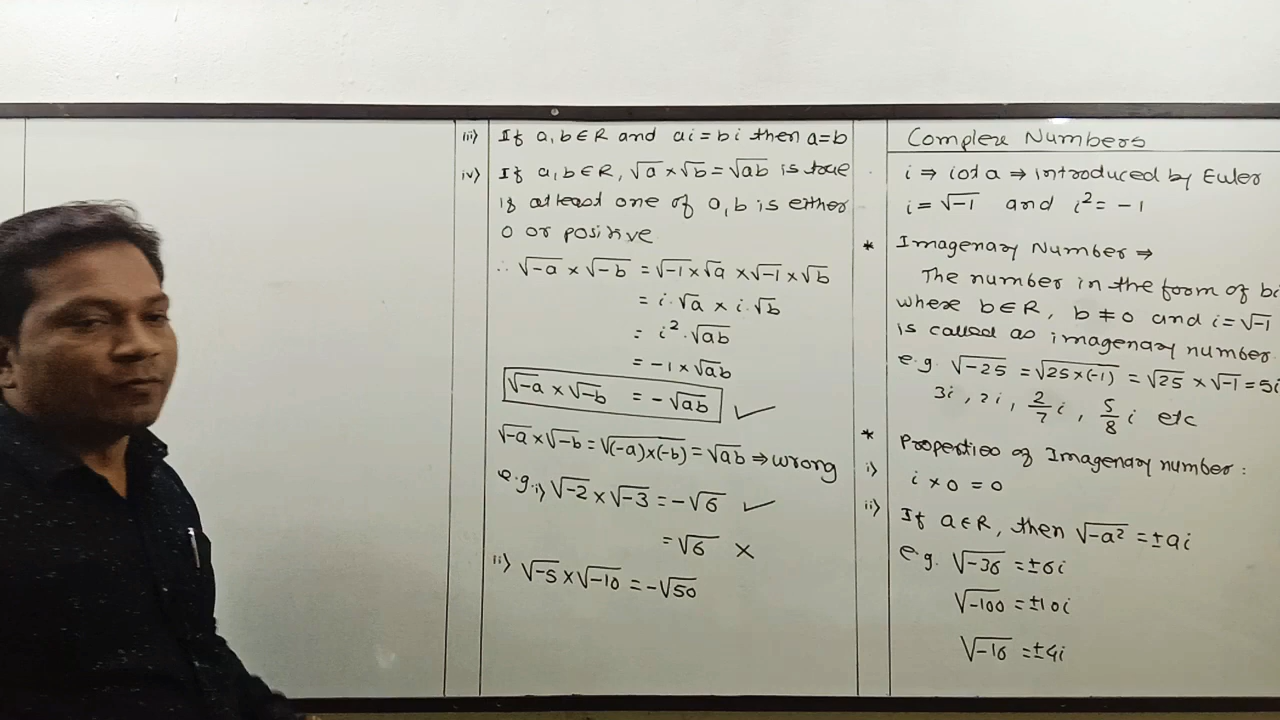 Complex Numbers
i ⇒ iota ⇒ introduced by Euler
i = √-1 and i² = -1
* Imagenary Number ⇒
The number in the form of bi
where b∈R, b ≠ 0 and i = √-1
is called as imagenary number
e.g. √-25 = √25×(-1) = √25 × √-1 = 5i
3i , 2i , 2/7 i , 5/8 i etc
* Properties of Imagenary number :
i) i × 0 = 0
ii) If a∈R, then √-a² = ±ai
e.g. √-36 = ±6i
√-100 = ±10i
√-16 = ±4i
iii) If a,b∈R and ai = bi then a=b
iv) If a,b∈R, √a × √b = √ab is true
if atleast one of a,b is either
0 or positive
∴ √-a × √-b = √-1 × √a × √-1 × √b
= i·√a × i·√b
= i²·√ab
= -1 × √ab
√-a × √-b = -√ab ✓
√-a × √-b = √(-a)×(-b) = √ab ⇒ wrong
e.g. i) √-2 × √-3 = -√6 ✓
= √6 ×
ii) √-5 × √-10 = -√50